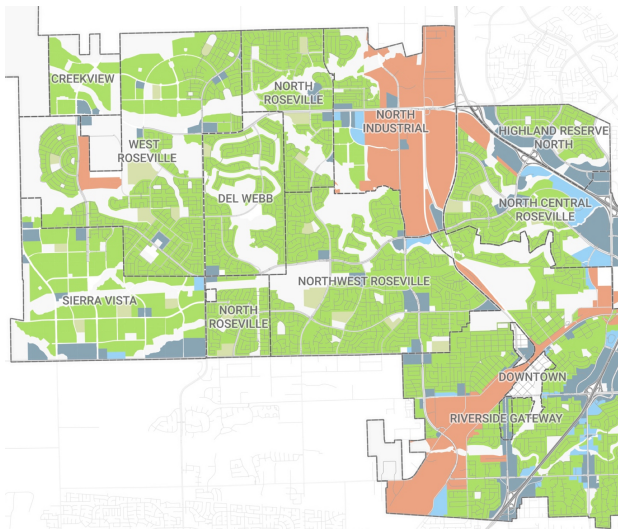 CREEKVIEW
NORTH
ROSEVILLE
NORTH
INDUSTRIAL
HIGHLAND RESERVE
NORTH
WEST
ROSEVILLE
DEL WEBB
NORTH CENTRAL
ROSEVILLE
NORTHWEST ROSEVILLE
SIERRA VISTA
NORTH
ROSEVILLE
DOWNTOWN
RIVERSIDE GATEWAY